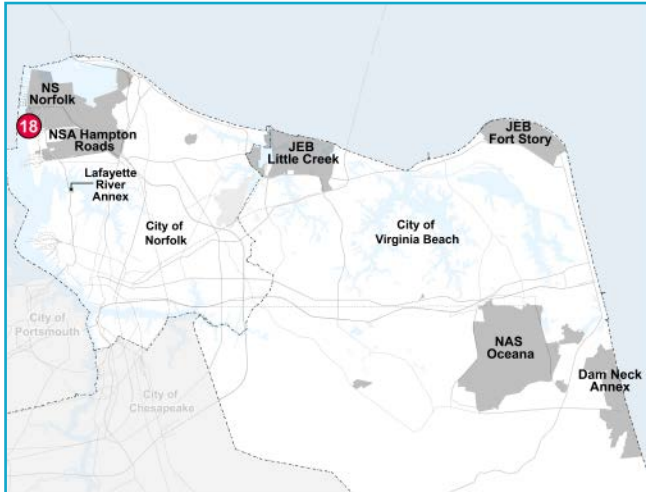 NS
Norfolk
18
NSA Hampton
Roads
Lafayette
River
Annex
City of
Norfolk
JEB
Little Creek
JEB
Fort Story
City of
Virginia Beach
City of
Portsmouth
NAS
Oceana
Dam Neck
Annex
City of
Chesapeake